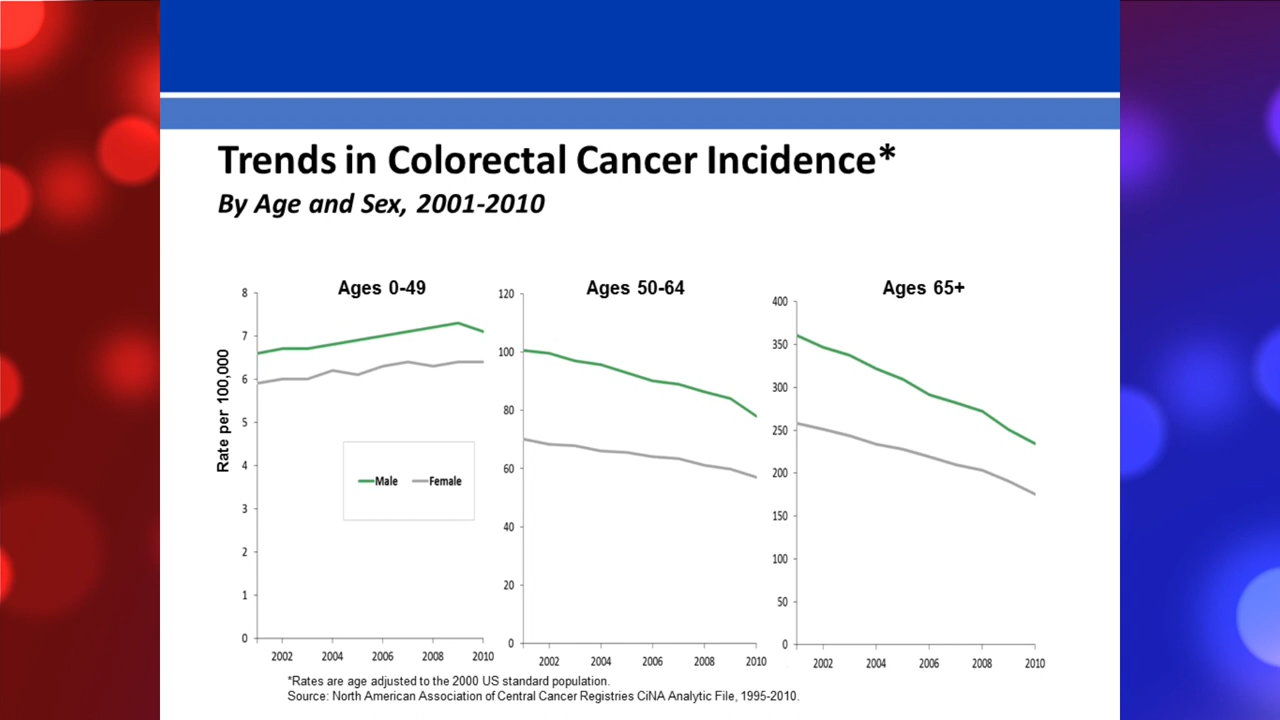 Trends in Colorectal Cancer Incidence*
By Age and Sex, 2001-2010
Ages 0-49
Rate per 100,000
8
7
6
5
4
3
2
1
0
Male Female
2002 2004 2006 2008 2010
Ages 50-64
120
100
80
60
40
20
0
2002 2004 2006 2008 2010
Ages 65+
400
350
300
250
200
150
100
50
0
2002 2004 2006 2008 2010
*Rates are age adjusted to the 2000 US standard population.
Source: North American Association of Central Cancer Registries CiNA Analytic File, 1995-2010.